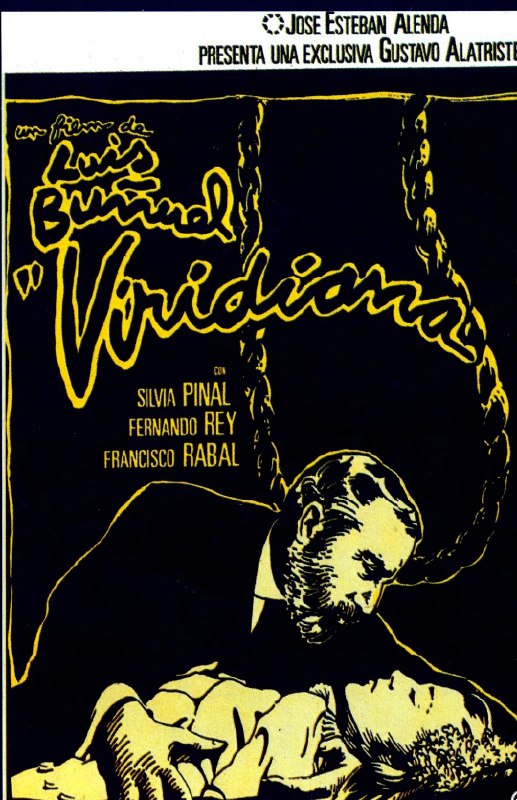 JOSE ESTEBAN ALENDA
PRESENTA UNA EXCLUSIVA GUSTAVO ALATRISTE
un film de
Luis
Buñuel
"Viridiana
CON
SILVIA PINAL
FERNANDO REY
FRANCISCO RABAL